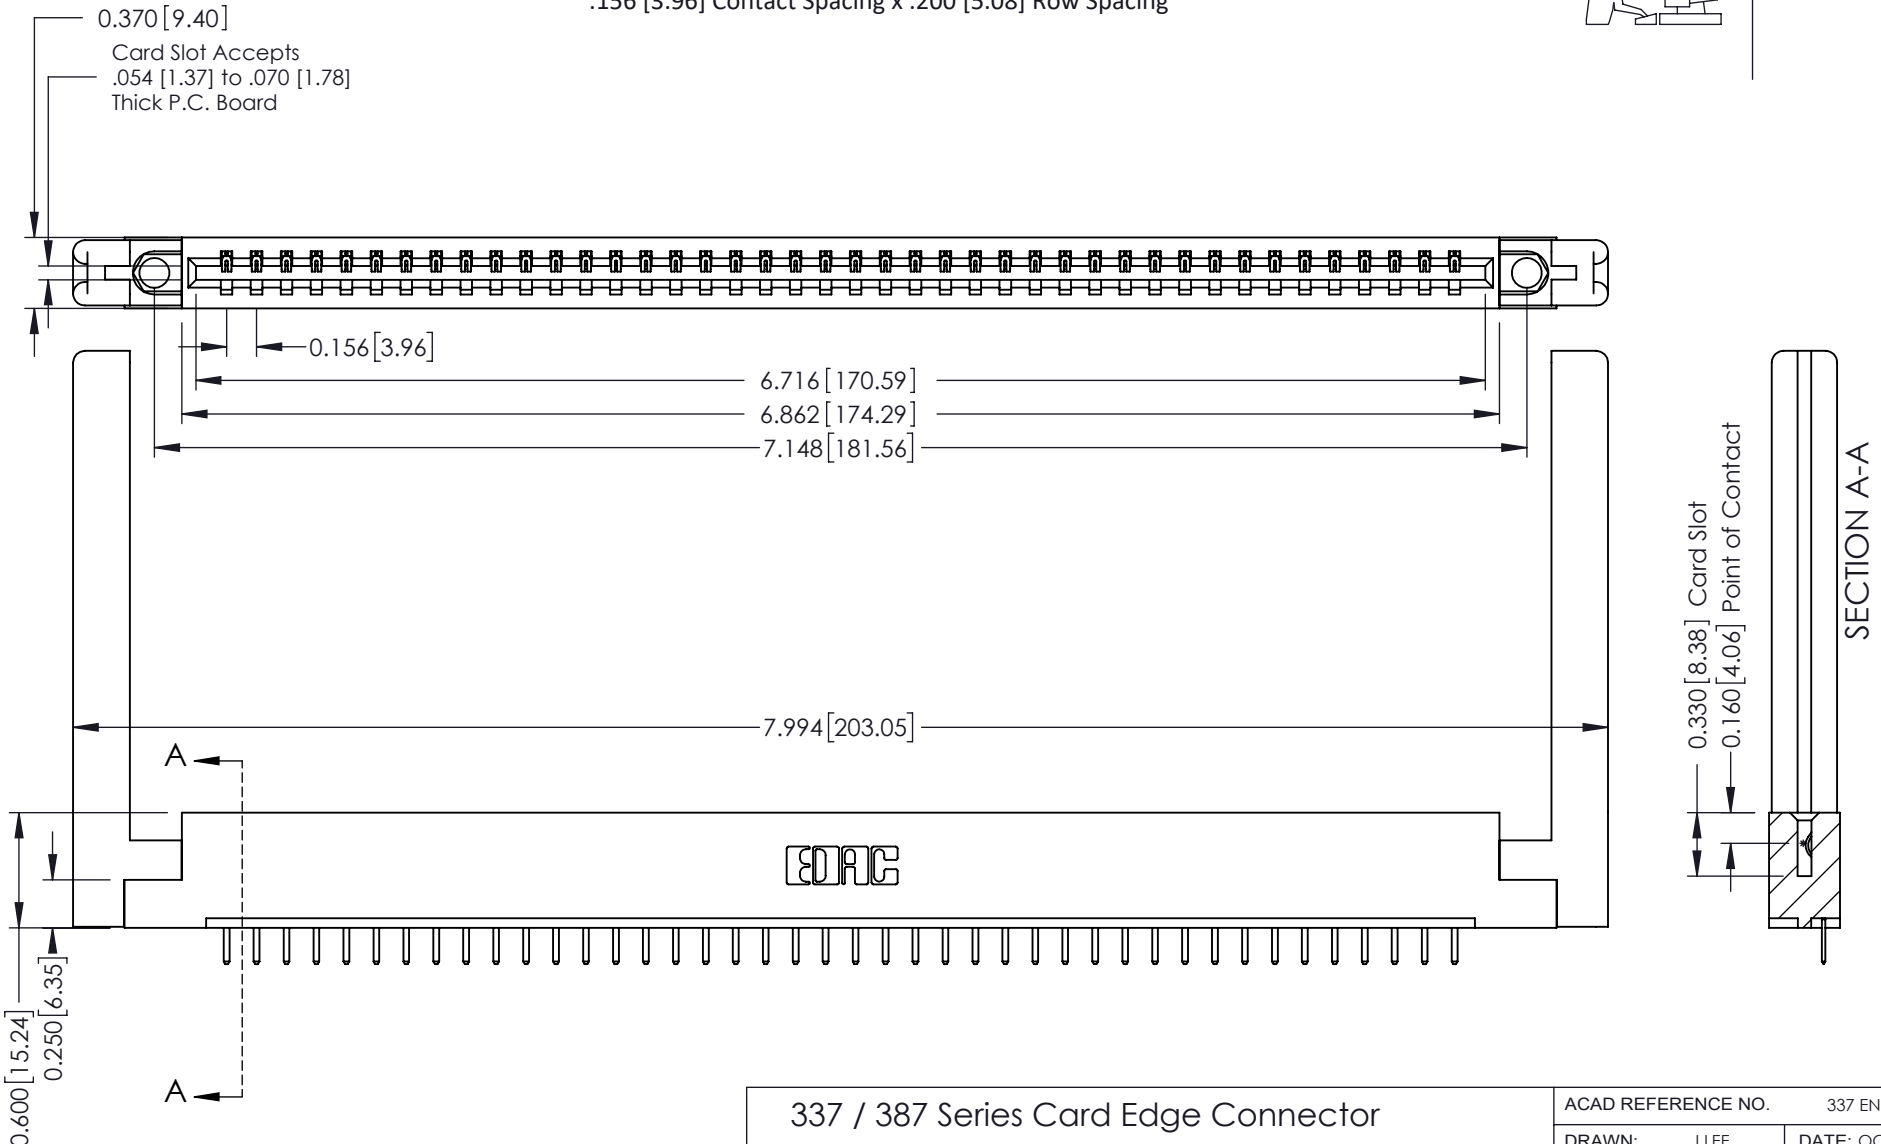 .156 [3.96] Contact Spacing x .200 [5.08] Row Spacing
0.370 [9.40]
Card Slot Accepts
.054 [1.37] to .070 [1.78]
Thick P.C. Board
0.156 [3.96]
6.716 [170.59]
6.862 [174.29]
7.148 [181.56]
0.330 [8.38] Card Slot
0.160 [4.06] Point of Contact
SECTION A-A
7.994 [203.05]
A
EDAC
0.600 [15.24]
0.250 [6.35]
A
337 / 387 Series Card Edge Connector
ACAD REFERENCE NO. 337 EN
DRAWN: J.LEE DATE: OC